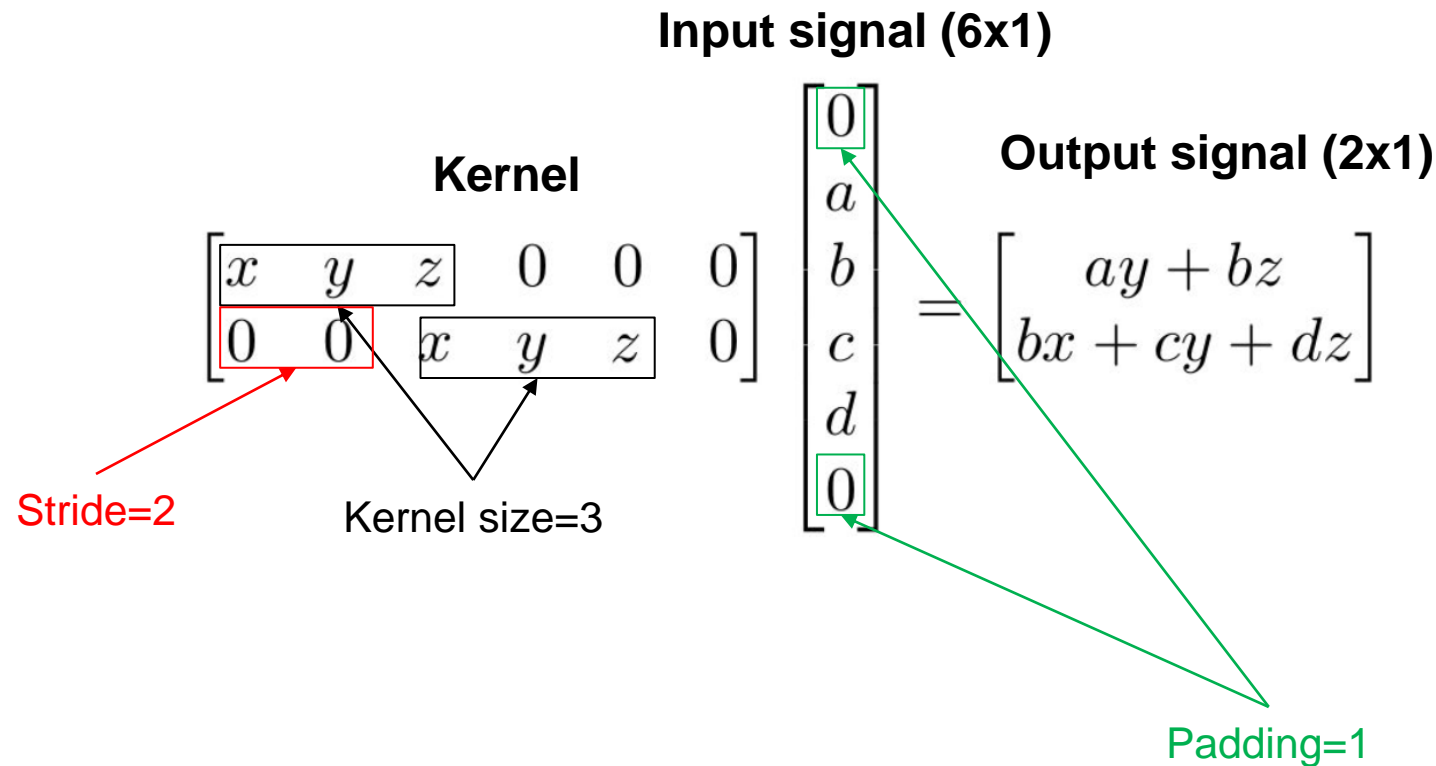 Input signal (6x1)
Kernel
Output signal (2x1)
x y z 0 0 0
0 0 x y z 0
0
a
b
c
d
0
=
ay + bz
bx + cy + dz
Stride=2
Kernel size=3
Padding=1